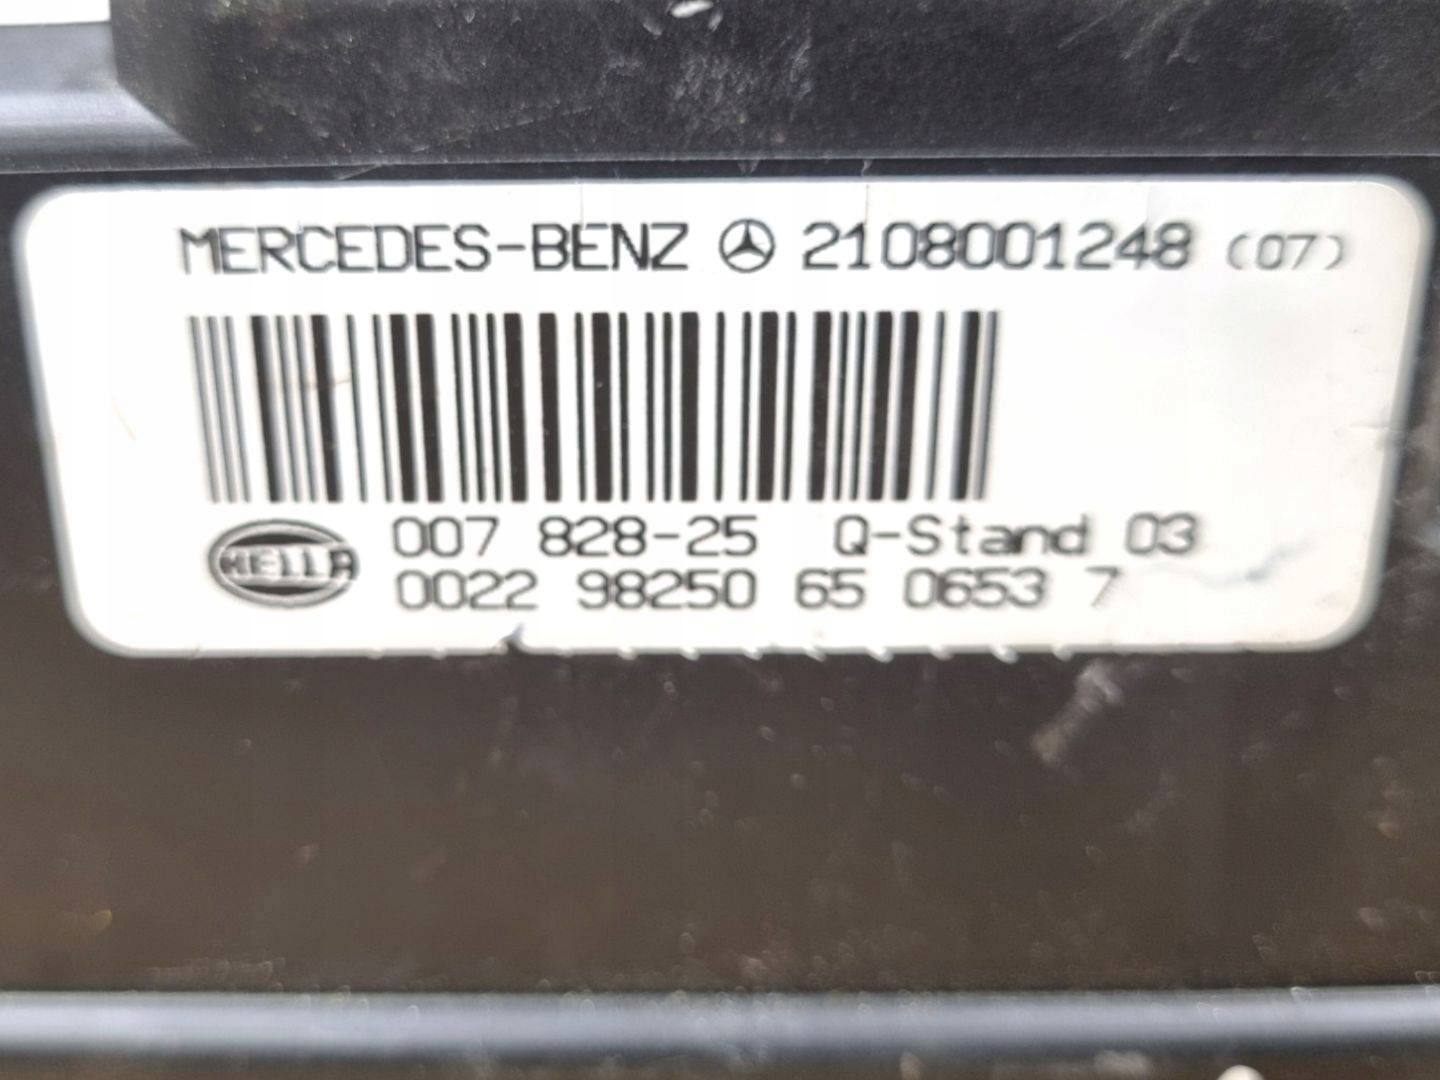 MERCEDES-BENZ 2108001248 (07)
HELLA 007 828-25 Q-Stand 03
0022 98250 65 0653 7